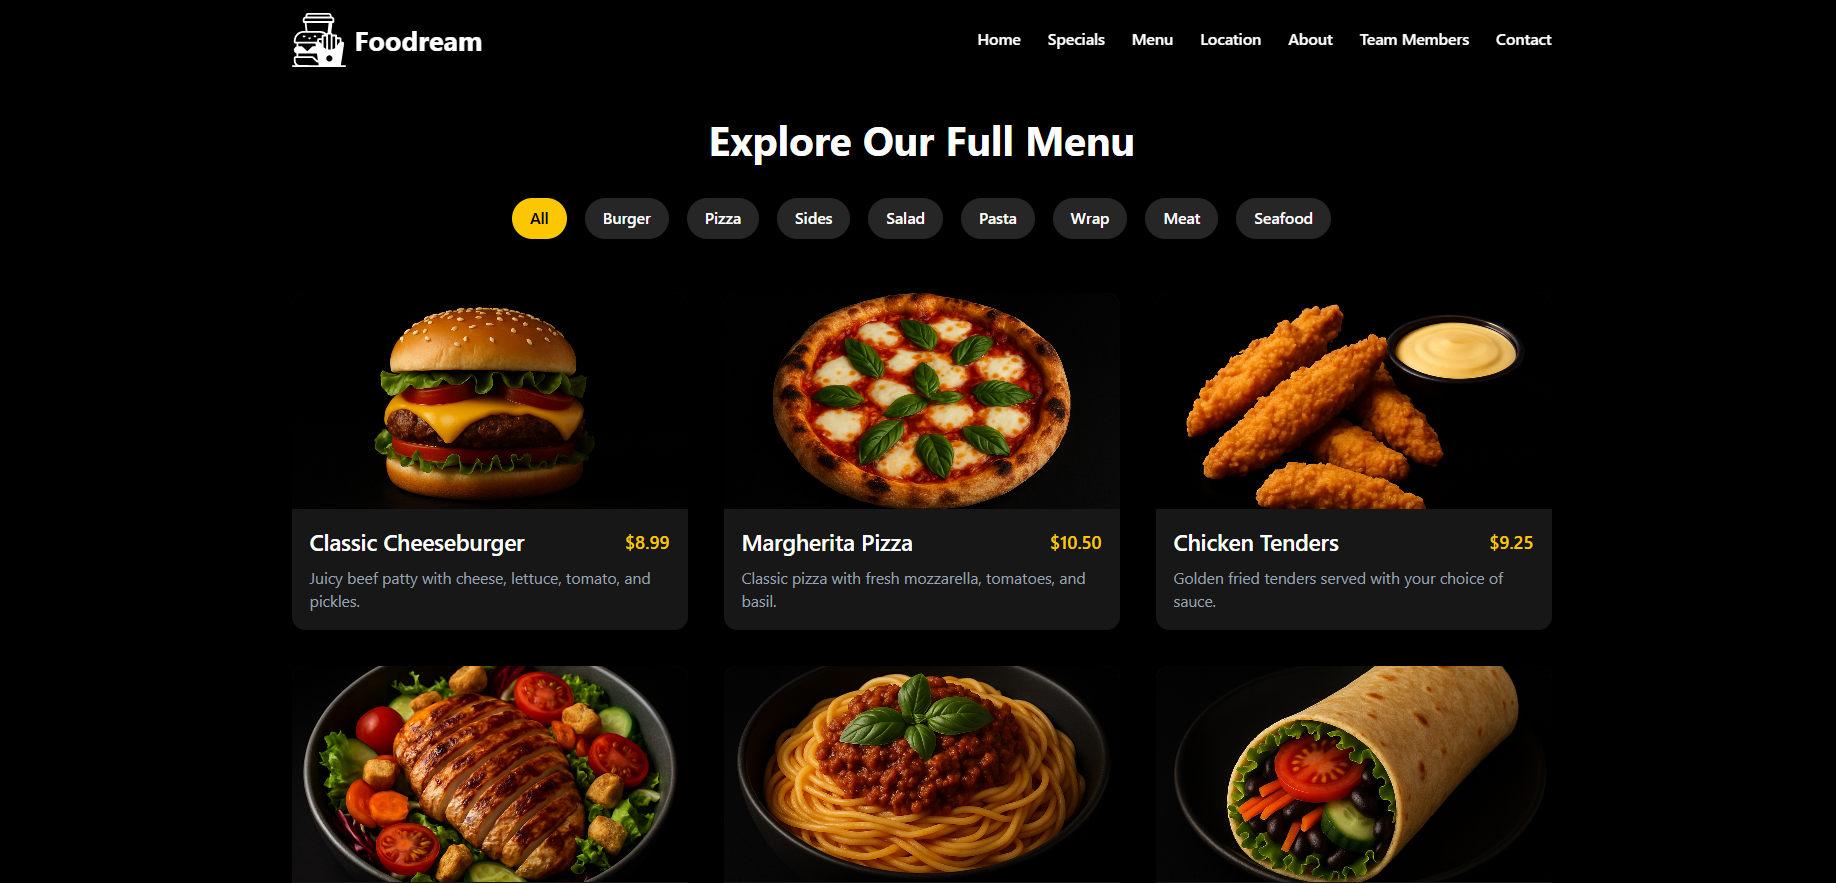 Foodream
Home Specials Menu Location About Team Members Contact
Explore Our Full Menu
All Burger Pizza Sides Salad Pasta Wrap Meat Seafood
Classic Cheeseburger $8.99
Juicy beef patty with cheese, lettuce, tomato, and
pickles.
Margherita Pizza $10.50
Classic pizza with fresh mozzarella, tomatoes, and
basil.
Chicken Tenders $9.25
Golden fried tenders served with your choice of
sauce.